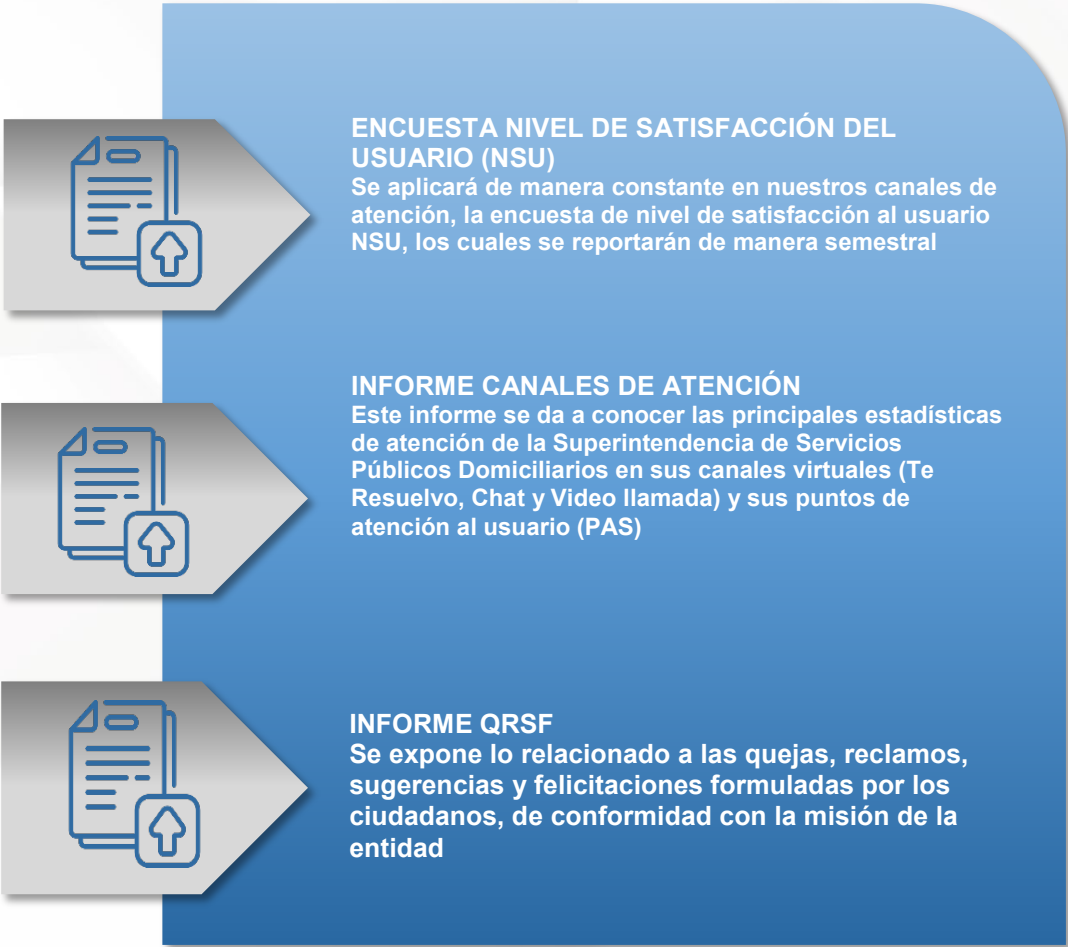 ENCUESTA NIVEL DE SATISFACCIÓN DEL
USUARIO (NSU)
Se aplicará de manera constante en nuestros canales de
atención, la encuesta de nivel de satisfacción al usuario
NSU, los cuales se reportarán de manera semestral
INFORME CANALES DE ATENCIÓN
Este informe se da a conocer las principales estadísticas
de atención de la Superintendencia de Servicios
Públicos Domiciliarios en sus canales virtuales (Te
Resuelvo, Chat y Video llamada) y sus puntos de
atención al usuario (PAS)
INFORME QRSF
Se expone lo relacionado a las quejas, reclamos,
sugerencias y felicitaciones formuladas por los
ciudadanos, de conformidad con la misión de la
entidad